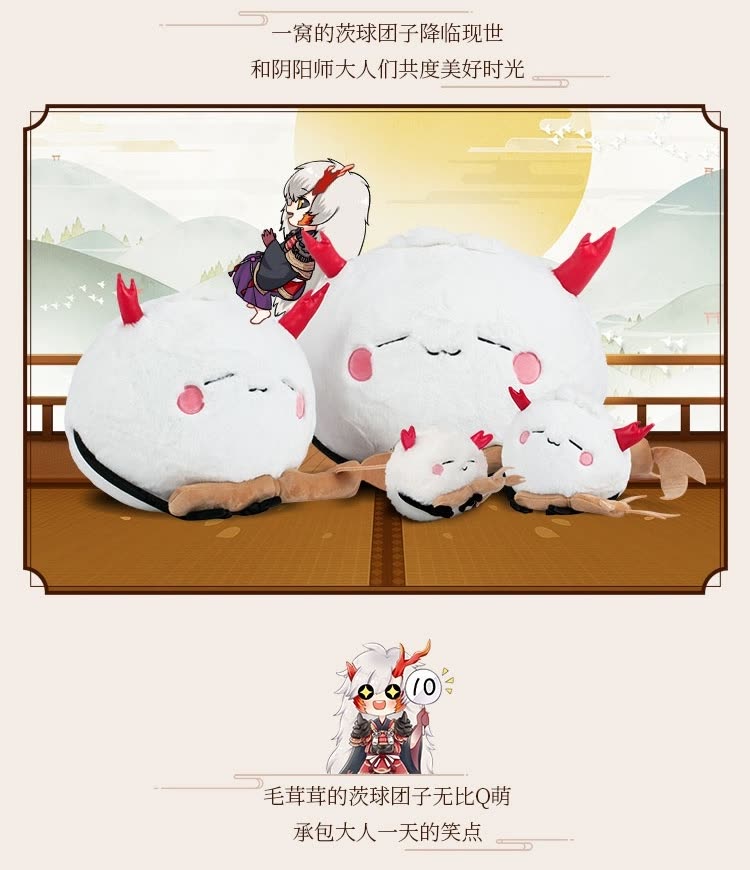 一窝的茨球团子降临现世
和阴阳师大人们共度美好时光
10
毛茸茸的茨球团子无比Q萌
承包大人一天的笑点